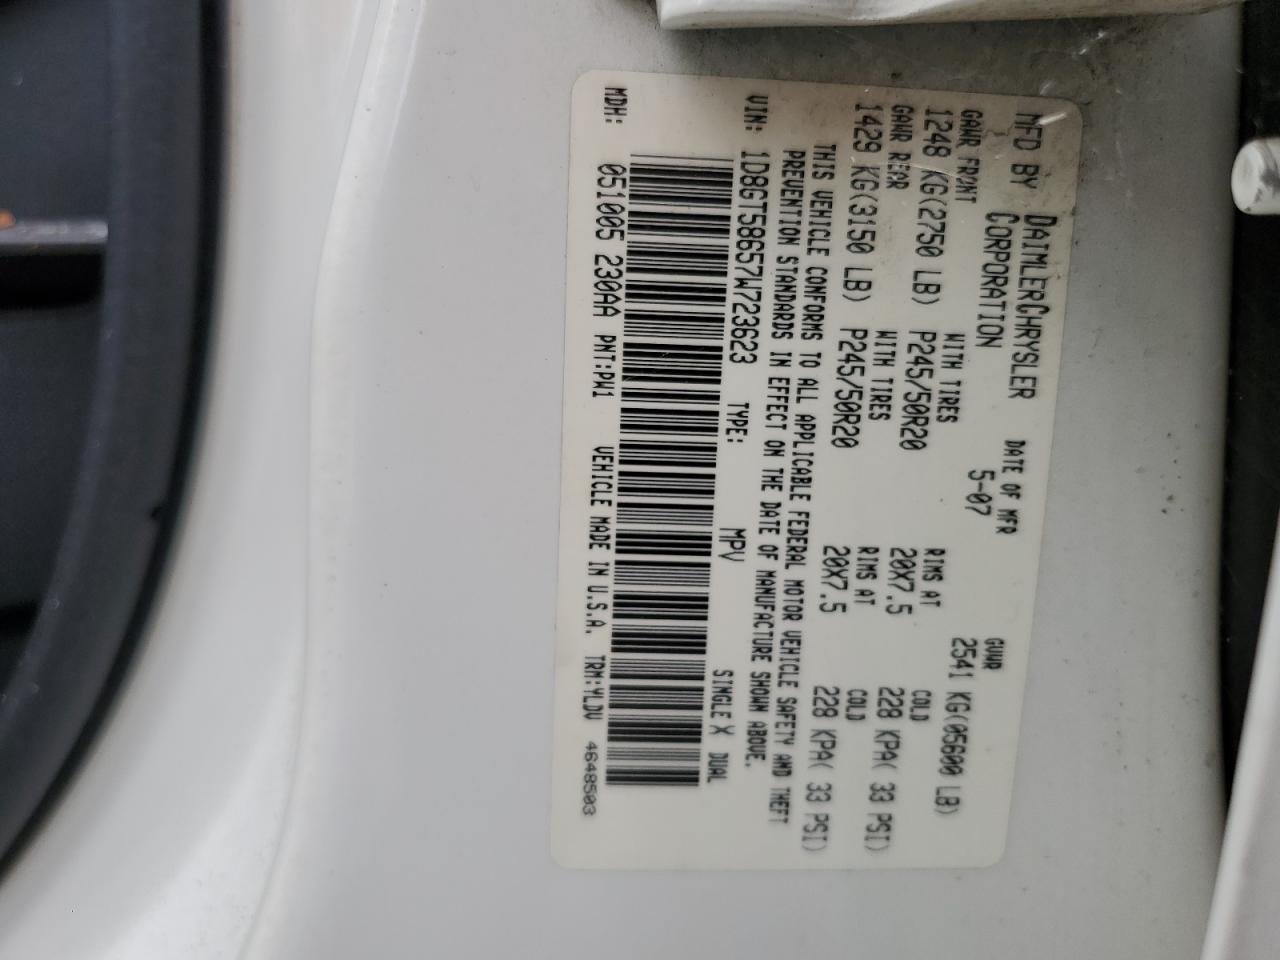 MFD BY DAIMLERCHRYSLER CORPORATION
DATE OF MFR 5-07
GVWR 2541 KG(05600 LB)
GAWR FRONT WITH TIRES RIMS AT COLD
1248 KG(2750 LB) P245/50R20 20X7.5 228 KPA( 33 PSI)
GAWR REAR WITH TIRES RIMS AT COLD
1429 KG(3150 LB) P245/50R20 20X7.5 228 KPA( 33 PSI)
THIS VEHICLE CONFORMS TO ALL APPLICABLE FEDERAL MOTOR VEHICLE SAFETY AND THEFT
PREVENTION STANDARDS IN EFFECT ON THE DATE OF MANUFACTURE SHOWN ABOVE.
VIN: 1D8GT58657W723623 TYPE: MPV SINGLE X DUAL
MDH: 051005 230AA PNT:PW1 VEHICLE MADE IN U.S.A. TRM:YLDV 4648503